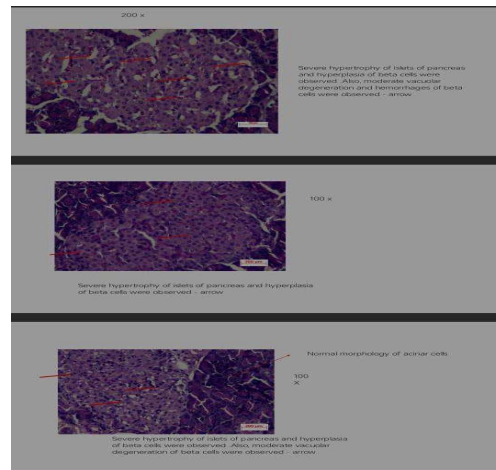 200 x
Severe hypertrophy of islets of pancreas
and hyperplasia of beta cells were
observed. Also, moderate vacuolar
degeneration and hemorrhages of beta
cells were observed - arrow
100 x
Severe hypertrophy of islets of pancreas and hyperplasia
of beta cells were observed - arrow
Normal morphology of acinar cells
100
X
Severe hypertrophy of islets of pancreas and hyperplasia
of beta cells were observed. Also, moderate vacuolar
degeneration of beta cells were observed - arrow